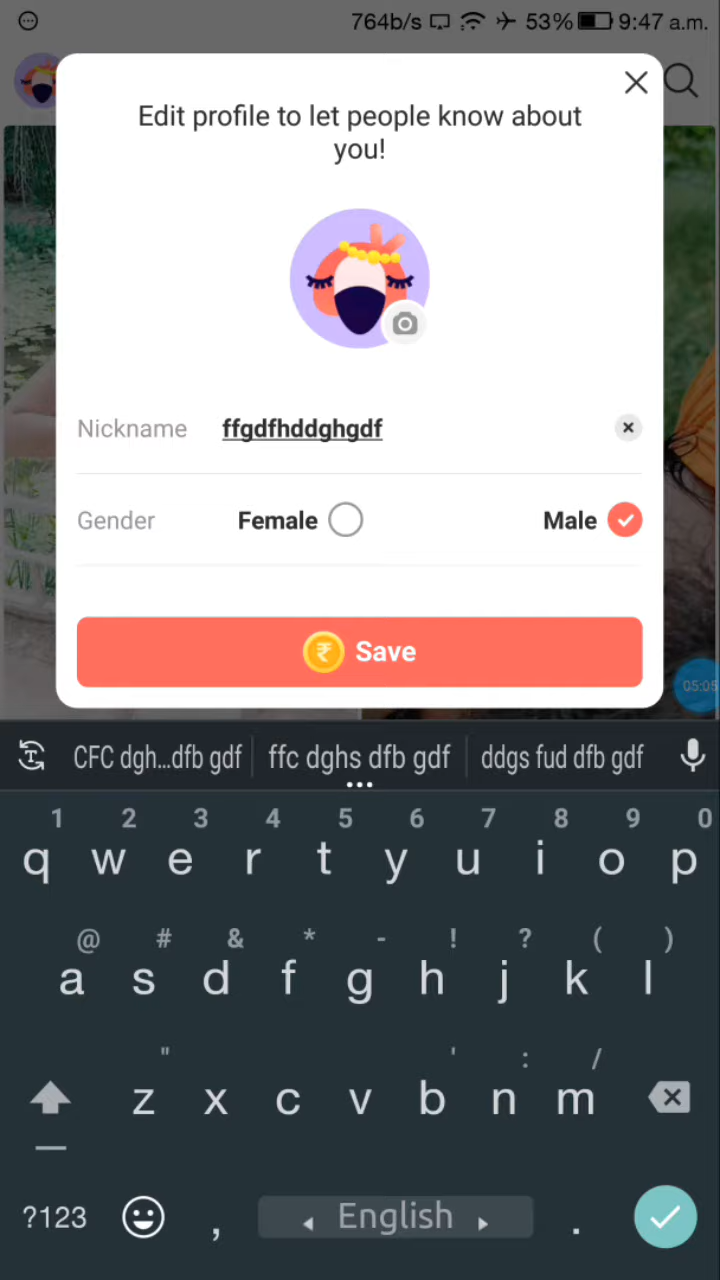 764b/s 53% 9:47 a.m.
Edit profile to let people know about
you!
Nickname ffgdfhddghgdf
Gender Female Male
₹ Save
05:05
CFC dgh...dfb gdf ffc dghs dfb gdf ddgs fud dfb gdf
1 2 3 4 5 6 7 8 9 0
q w e r t y u i o p
@ # & * - ! ? ( )
a s d f g h j k l
" ' : /
z x c v b n m
?123 , English .